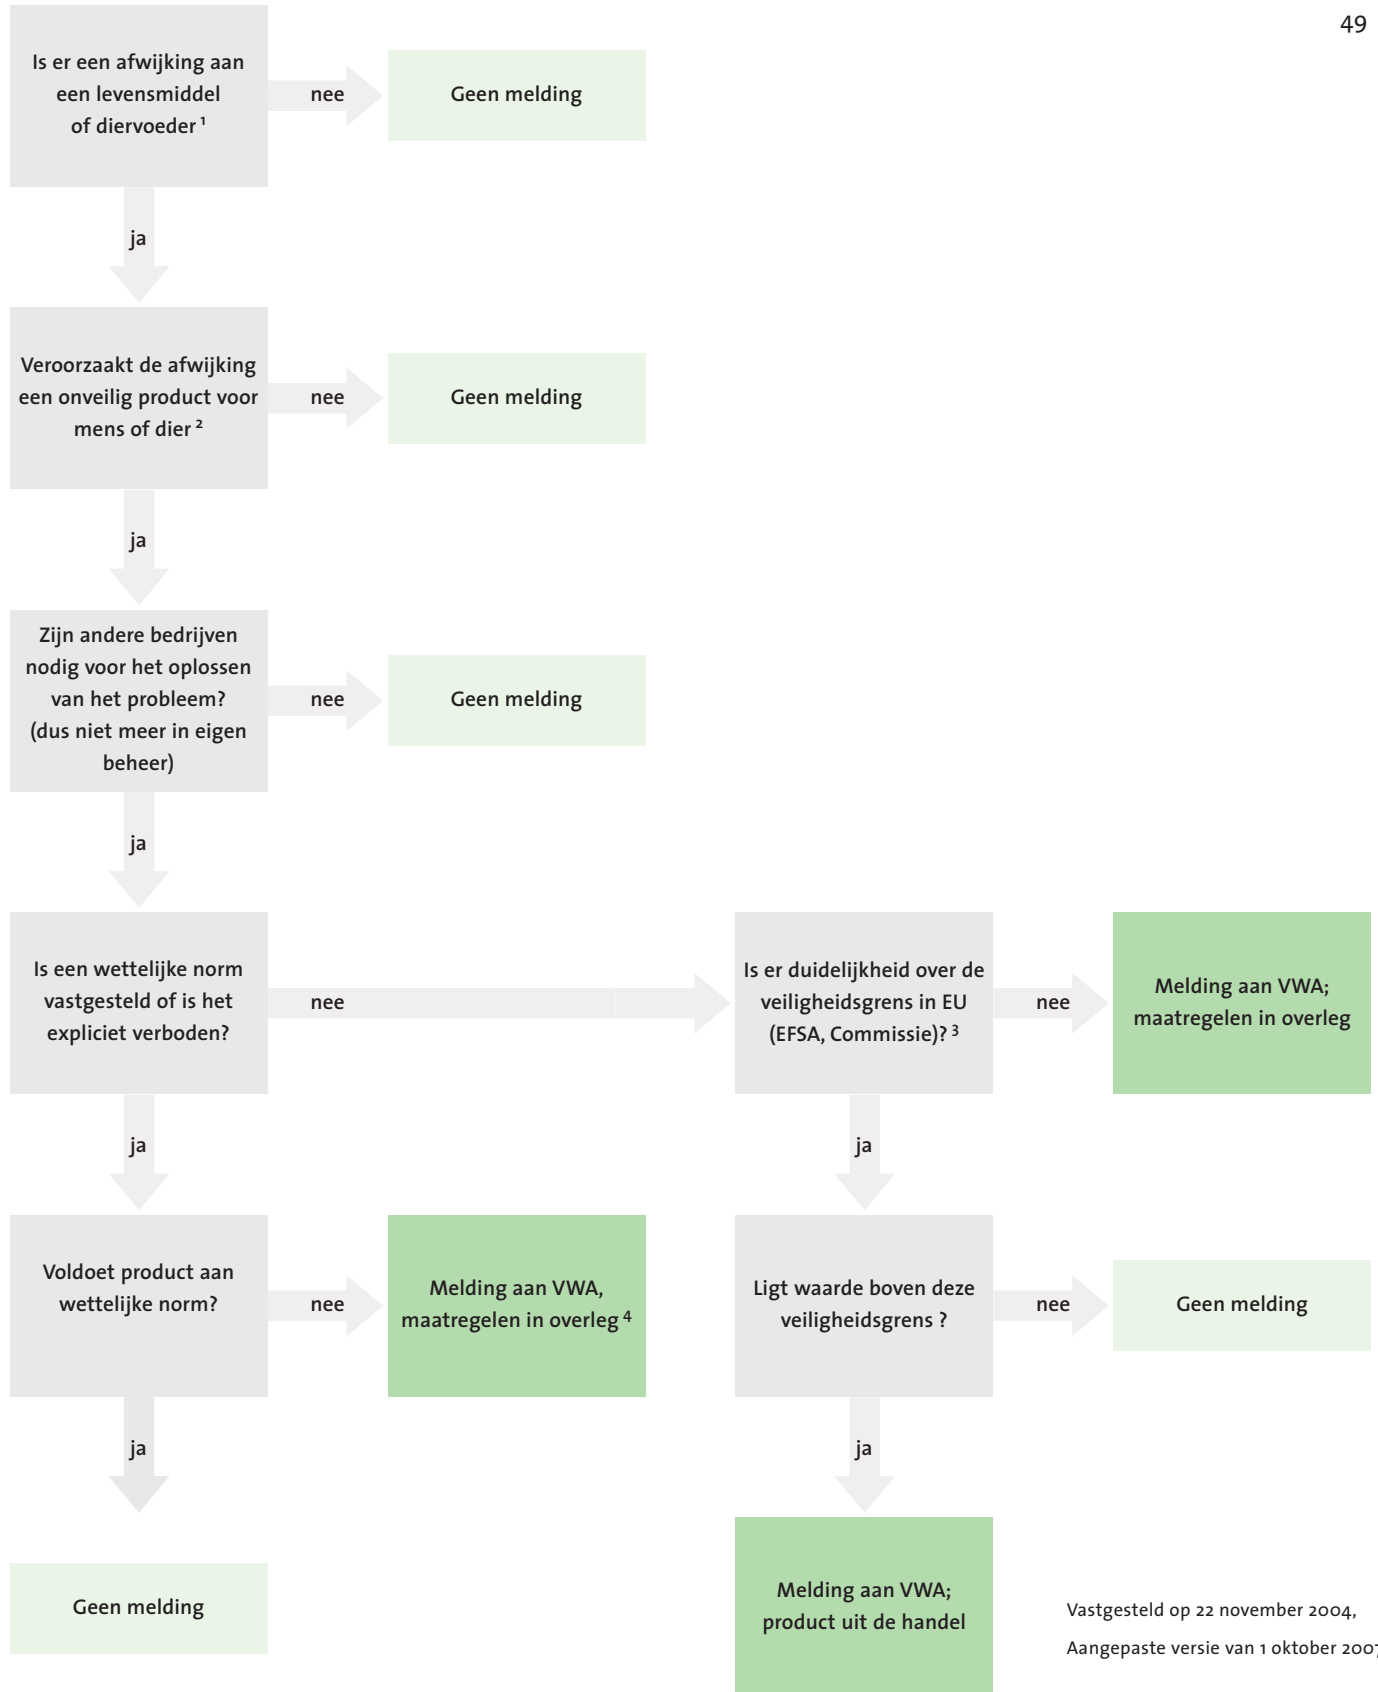 49
Is er een afwijking aan
een levensmiddel
of diervoeder ¹
nee
Geen melding
ja
Veroorzaakt de afwijking
een onveilig product voor
mens of dier ²
nee
Geen melding
ja
Zijn andere bedrijven
nodig voor het oplossen
van het probleem?
(dus niet meer in eigen
beheer)
nee
Geen melding
ja
Is een wettelijke norm
vastgesteld of is het
expliciet verboden?
nee
Is er duidelijkheid over de
veiligheidsgrens in EU
(EFSA, Commissie)? ³
nee
Melding aan VWA;
maatregelen in overleg
ja
ja
Voldoet product aan
wettelijke norm?
nee
Melding aan VWA,
maatregelen in overleg ⁴
Ligt waarde boven deze
veiligheidsgrens ?
nee
Geen melding
ja
ja
Geen melding
Melding aan VWA;
product uit de handel
Vastgesteld op 22 november 2004,
Aangepaste versie van 1 oktober 2007